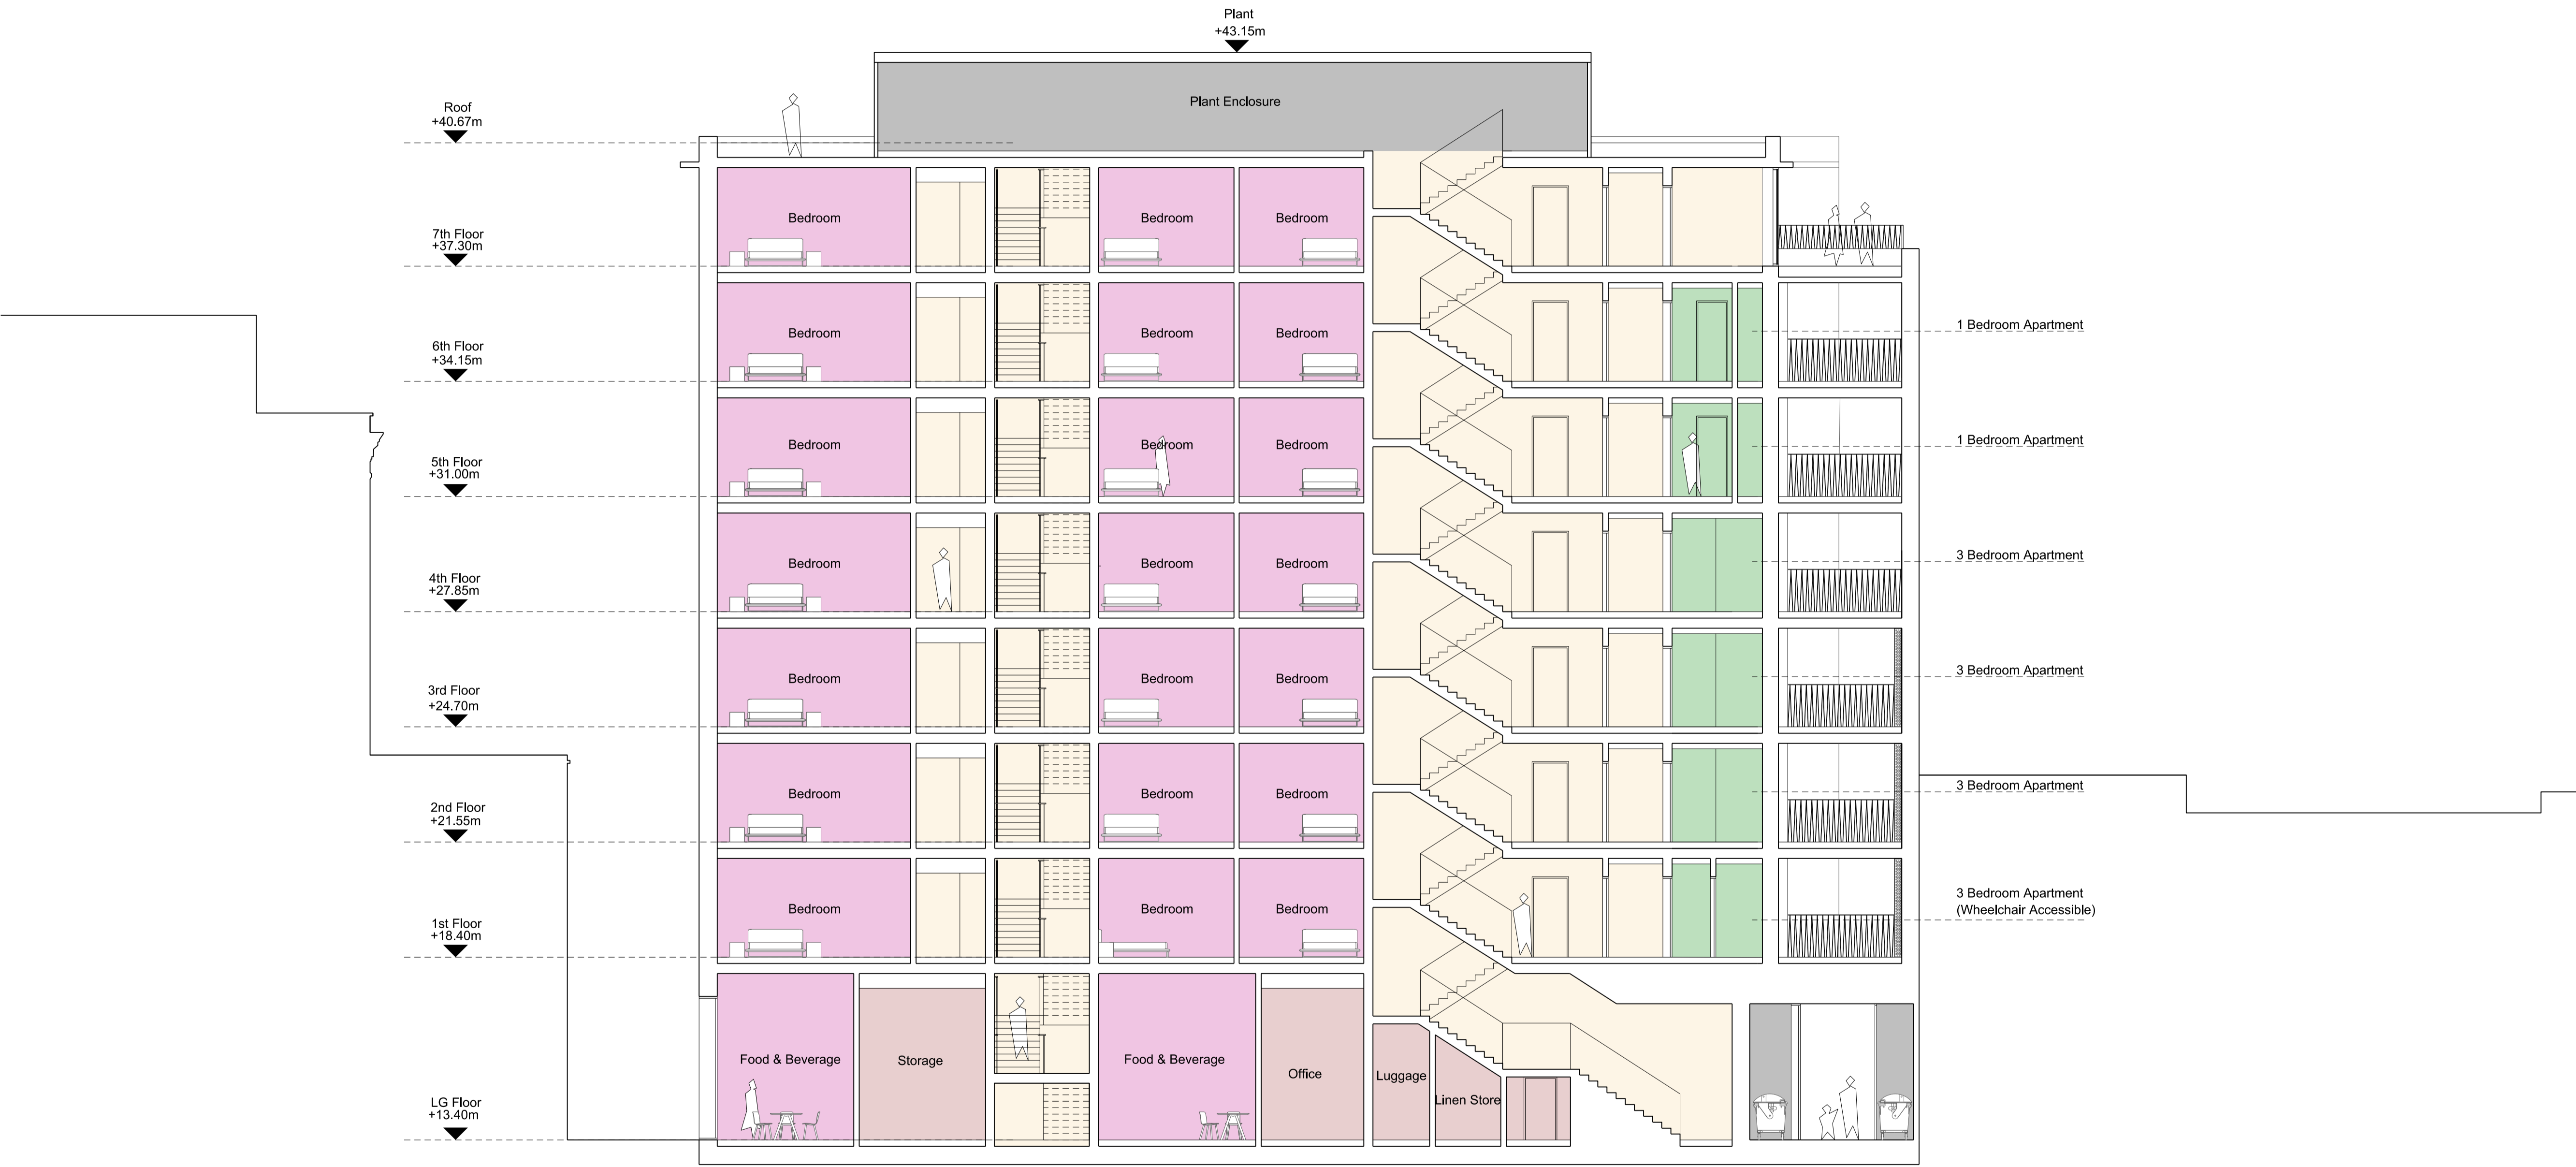 Plant
+43.15m
Plant Enclosure
Roof
+40.67m
Bedroom
Bedroom
Bedroom
7th Floor
+37.30m
1 Bedroom Apartment
Bedroom
Bedroom
Bedroom
6th Floor
+34.15m
1 Bedroom Apartment
Bedroom
Bedroom
Bedroom
5th Floor
+31.00m
3 Bedroom Apartment
Bedroom
Bedroom
Bedroom
4th Floor
+27.85m
3 Bedroom Apartment
Bedroom
Bedroom
Bedroom
3rd Floor
+24.70m
3 Bedroom Apartment
Bedroom
Bedroom
Bedroom
2nd Floor
+21.55m
3 Bedroom Apartment
(Wheelchair Accessible)
Bedroom
Bedroom
Bedroom
1st Floor
+18.40m
Food & Beverage
Storage
Food & Beverage
Office
Luggage
Linen Store
LG Floor
+13.40m